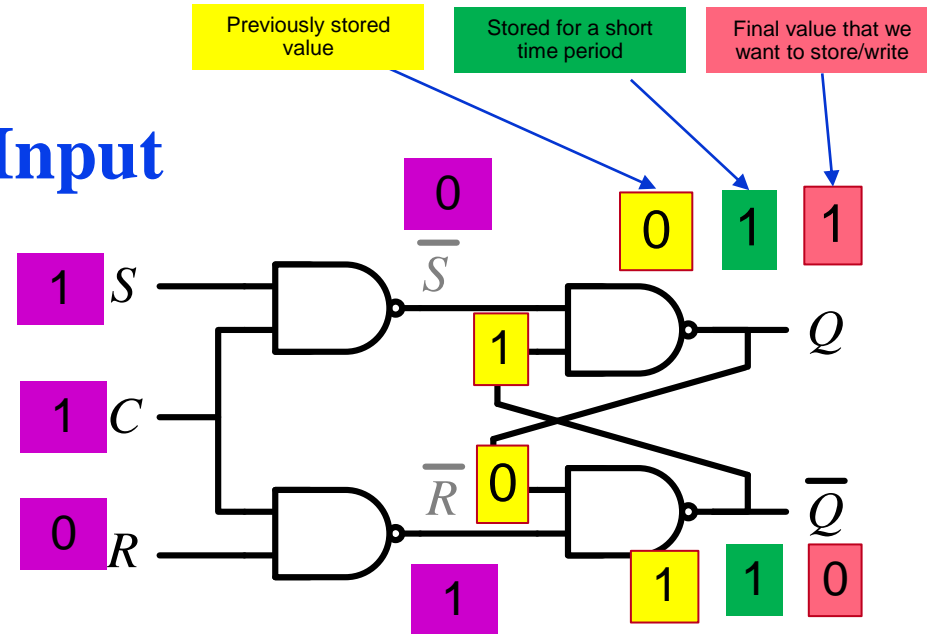 Previously stored
value
Stored for a short
time period
Final value that we
want to store/write
Input
0
0 1 1
S̅
1 S
1 Q
1 C
R̅ 0 Q̅
0 R
1 1 0
1